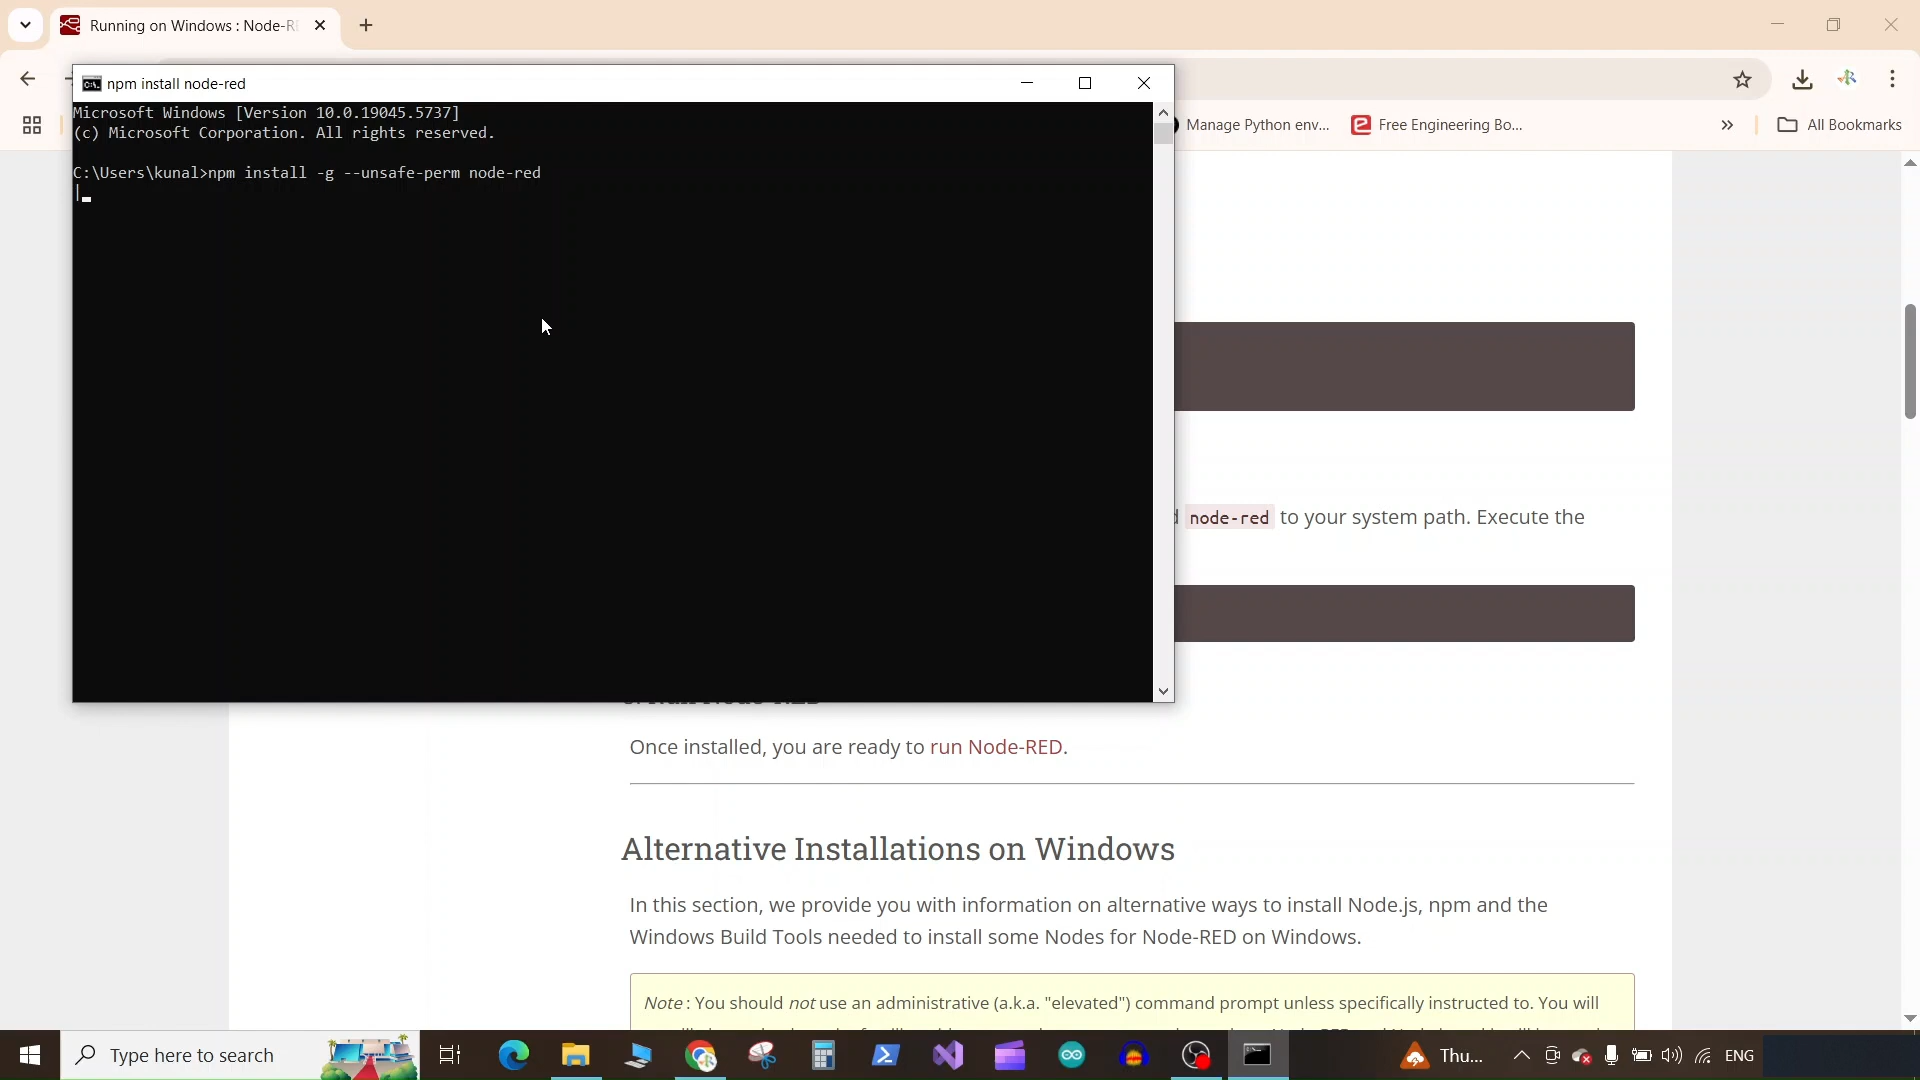 Running on Windows : Node-R
npm install node-red
Microsoft Windows [Version 10.0.19045.5737]
(c) Microsoft Corporation. All rights reserved.
C:\Users\kunal>npm install -g --unsafe-perm node-red
Manage Python env...
Free Engineering Bo...
All Bookmarks
node-red to your system path. Execute the
Once installed, you are ready to run Node-RED.
Alternative Installations on Windows
In this section, we provide you with information on alternative ways to install Node.js, npm and the
Windows Build Tools needed to install some Nodes for Node-RED on Windows.
Note : You should not use an administrative (a.k.a. "elevated") command prompt unless specifically instructed to. You will
Type here to search
Thu...
ENG